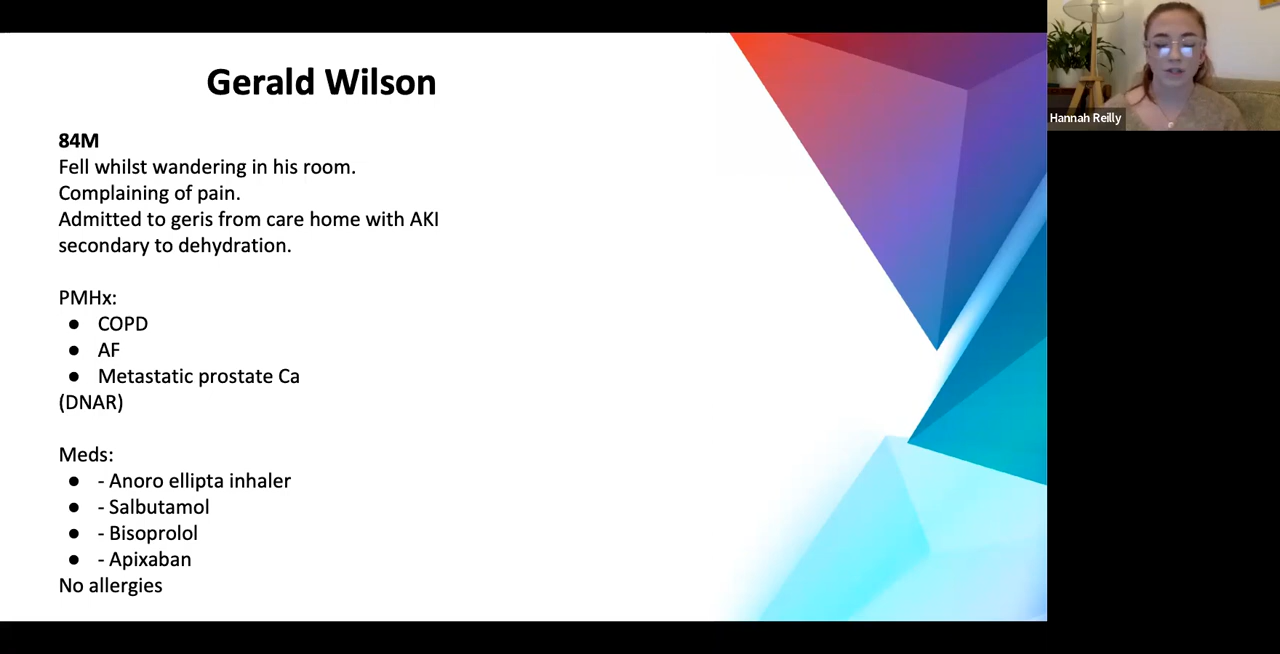 Gerald Wilson
84M
Fell whilst wandering in his room.
Complaining of pain.
Admitted to geris from care home with AKI
secondary to dehydration.
PMHx:
● COPD
● AF
● Metastatic prostate Ca
(DNAR)
Meds:
● - Anoro ellipta inhaler
● - Salbutamol
● - Bisoprolol
● - Apixaban
No allergies
Hannah Reilly